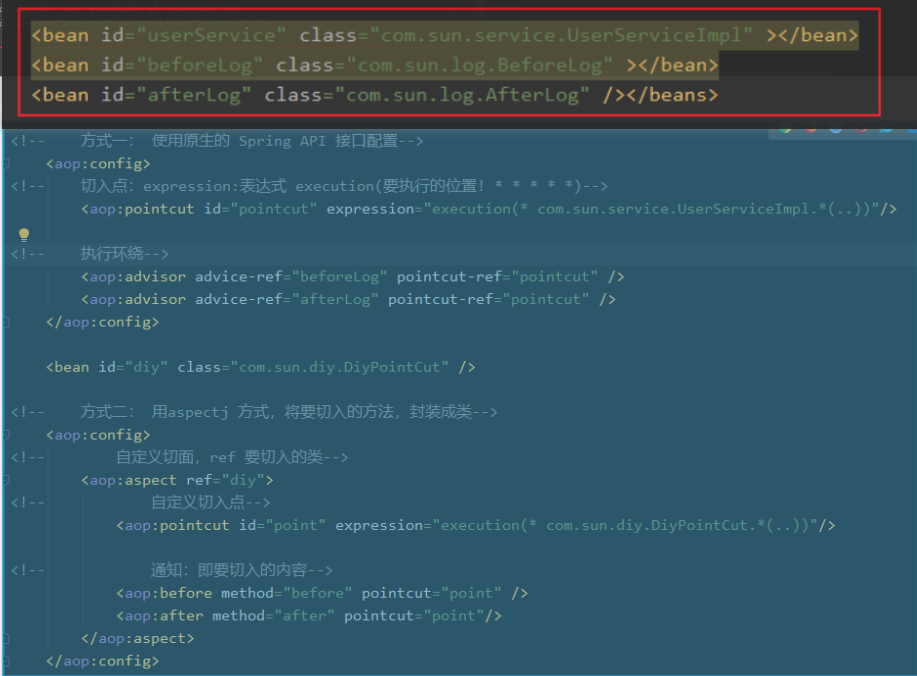 <bean id="userService" class="com.sun.service.UserServiceImpl" ></bean>
<bean id="beforeLog" class="com.sun.log.BeforeLog" ></bean>
<bean id="afterLog" class="com.sun.log.AfterLog" /></beans>
<!-- 方式一： 使用原生的 Spring API 接口配置-->
<aop:config>
<!-- 切入点：expression:表达式 execution(要执行的位置！* * * * *)-->
<aop:pointcut id="pointcut" expression="execution(* com.sun.service.UserServiceImpl.*(..))"/>
<!-- 执行环绕-->
<aop:advisor advice-ref="beforeLog" pointcut-ref="pointcut" />
<aop:advisor advice-ref="afterLog" pointcut-ref="pointcut" />
</aop:config>
<bean id="diy" class="com.sun.diy.DiyPointCut" />
<!-- 方式二： 用aspectj 方式，将要切入的方法，封装成类-->
<aop:config>
<!-- 自定义切面，ref 要切入的类-->
<aop:aspect ref="diy">
<!-- 自定义切入点-->
<aop:pointcut id="point" expression="execution(* com.sun.diy.DiyPointCut.*(..))"/>
<!-- 通知：即要切入的内容-->
<aop:before method="before" pointcut="point" />
<aop:after method="after" pointcut="point"/>
</aop:aspect>
</aop:config>